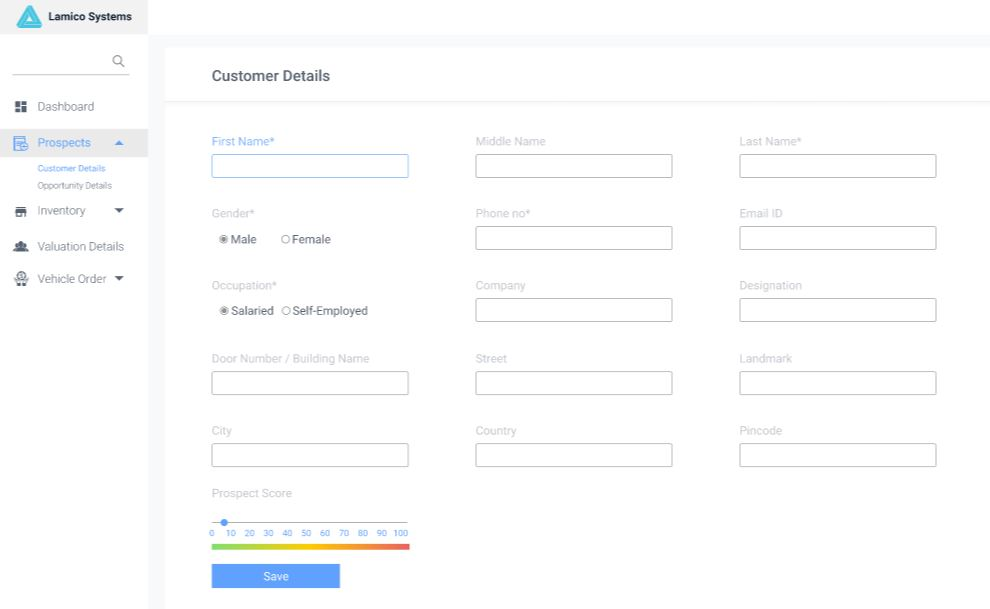 Lamico Systems
Dashboard
Prospects
Customer Details
Opportunity Details
Inventory
Valuation Details
Vehicle Order
Customer Details
First Name* Middle Name Last Name*
Gender* Phone no* Email ID
Male Female
Occupation* Company Designation
Salaried Self-Employed
Door Number / Building Name Street Landmark
City Country Pincode
Prospect Score
0 10 20 30 40 50 60 70 80 90 100
Save